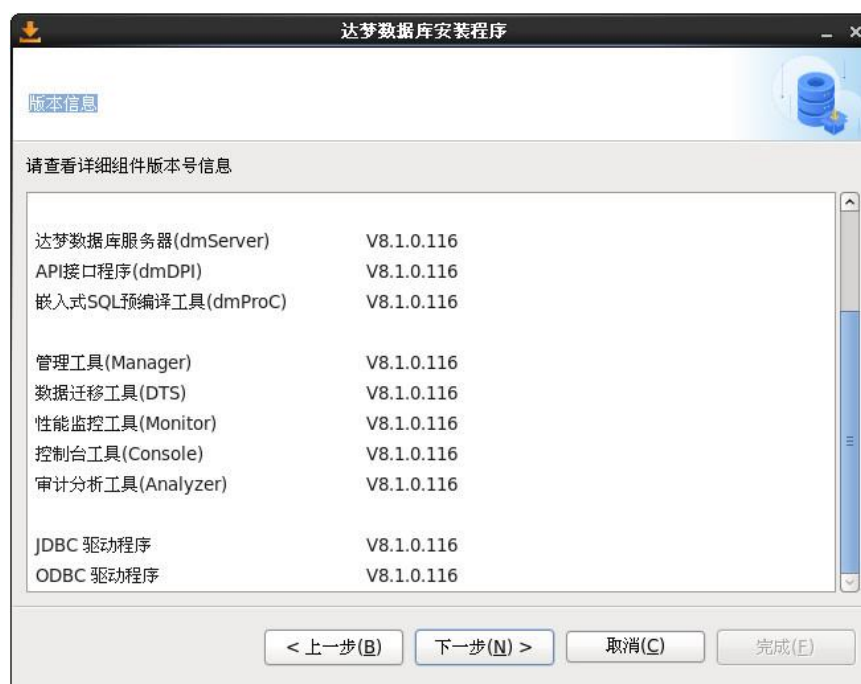 达梦数据库安装程序
版本信息
请查看详细组件版本号信息
达梦数据库服务器(dmServer) V8.1.0.116
API接口程序(dmDPI) V8.1.0.116
嵌入式SQL预编译工具(dmProC) V8.1.0.116
管理工具(Manager) V8.1.0.116
数据迁移工具(DTS) V8.1.0.116
性能监控工具(Monitor) V8.1.0.116
控制台工具(Console) V8.1.0.116
审计分析工具(Analyzer) V8.1.0.116
JDBC 驱动程序 V8.1.0.116
ODBC 驱动程序 V8.1.0.116
< 上一步(B) 下一步(N) > 取消(C) 完成(F)